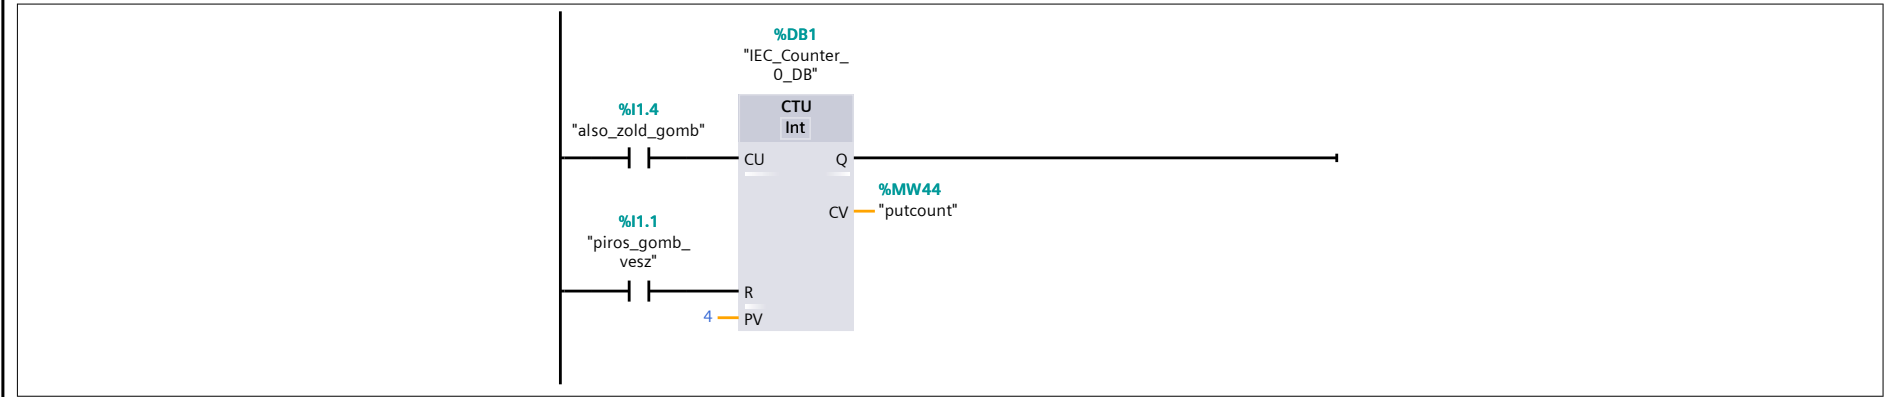 %DB1
"IEC_Counter_
0_DB"
%I1.4
"also_zold_gomb"
CTU
Int
CU
Q
%MW44
CV
"putcount"
%I1.1
"piros_gomb_
vesz"
R
4
PV